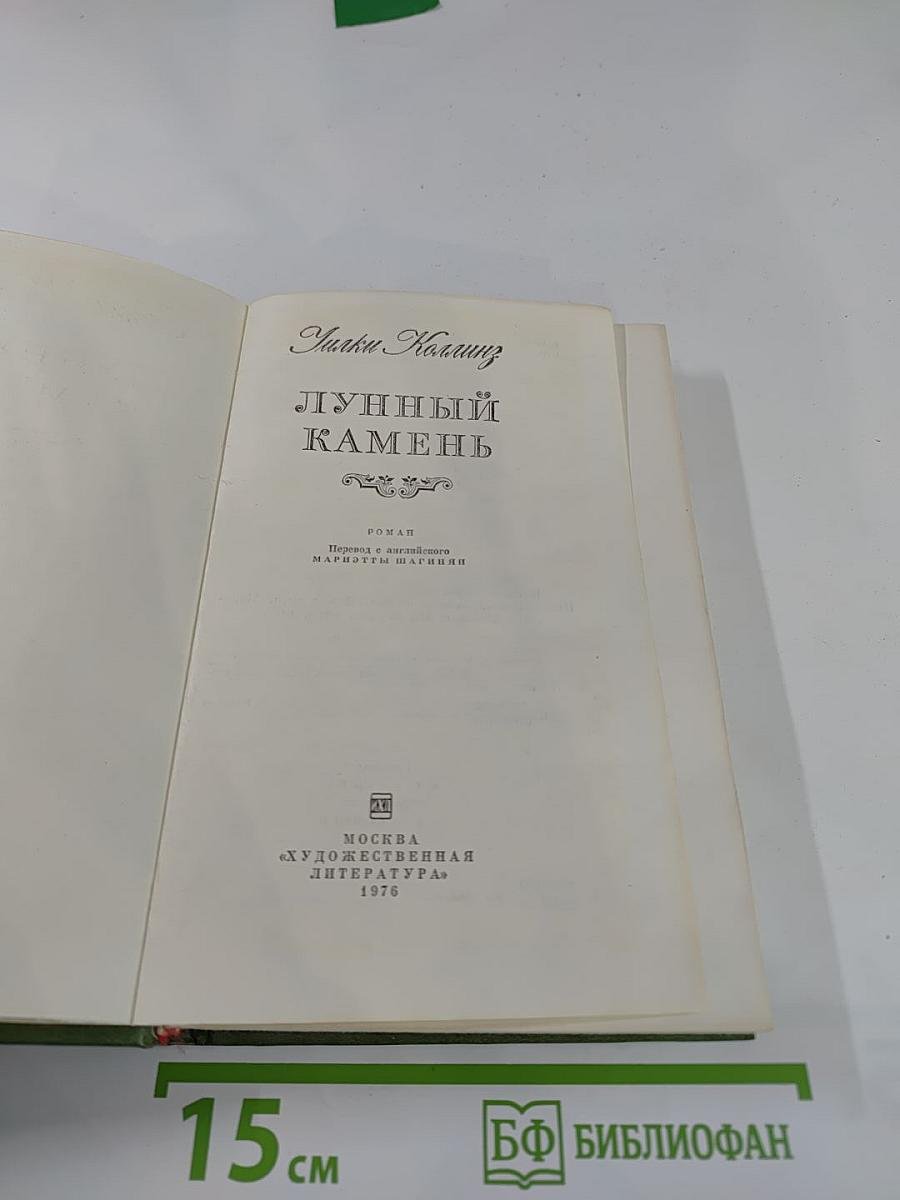 Уилки Коллинз
ЛУННЫЙ
КАМЕНЬ
РОМАН
Перевод с английского
МАРИЭТТЫ ШАГИНЯН
МОСКВА
«ХУДОЖЕСТВЕННАЯ
ЛИТЕРАТУРА»
1976
15 см
БФ БИБЛИОФАН